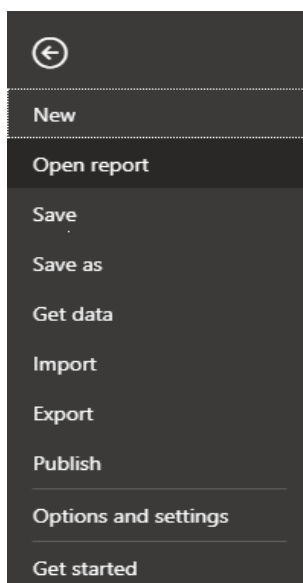 New
Open report
Save
Save as
Get data
Import
Export
Publish
Options and settings
Get started